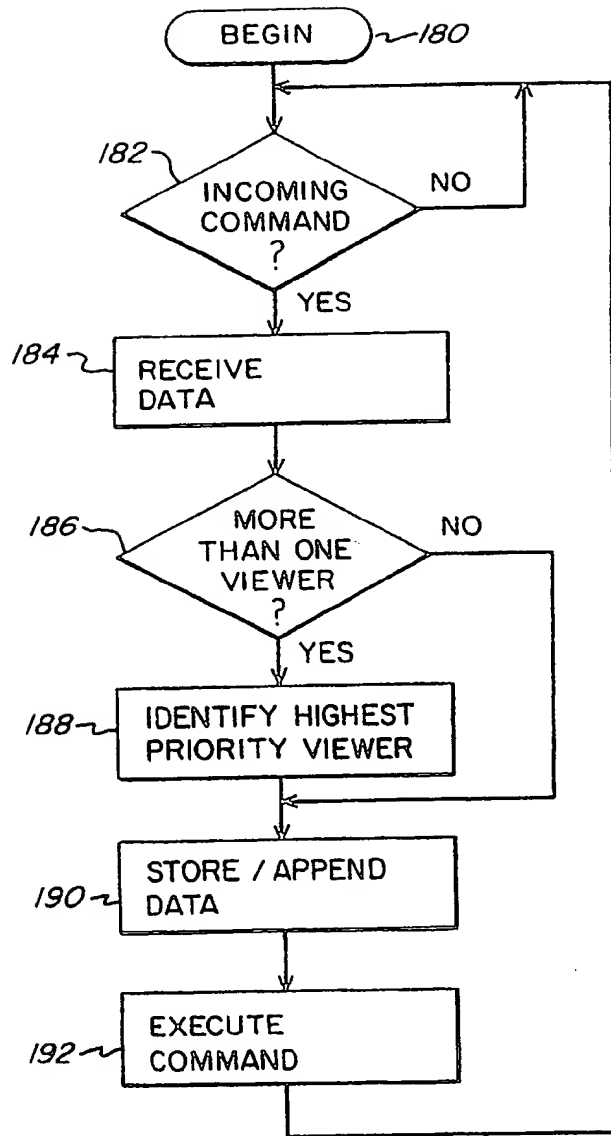 BEGIN 180
182
INCOMING
COMMAND
?
NO
YES
184
RECEIVE
DATA
186
MORE
THAN ONE
VIEWER
?
NO
YES
188
IDENTIFY HIGHEST
PRIORITY VIEWER
190
STORE / APPEND
DATA
192
EXECUTE
COMMAND